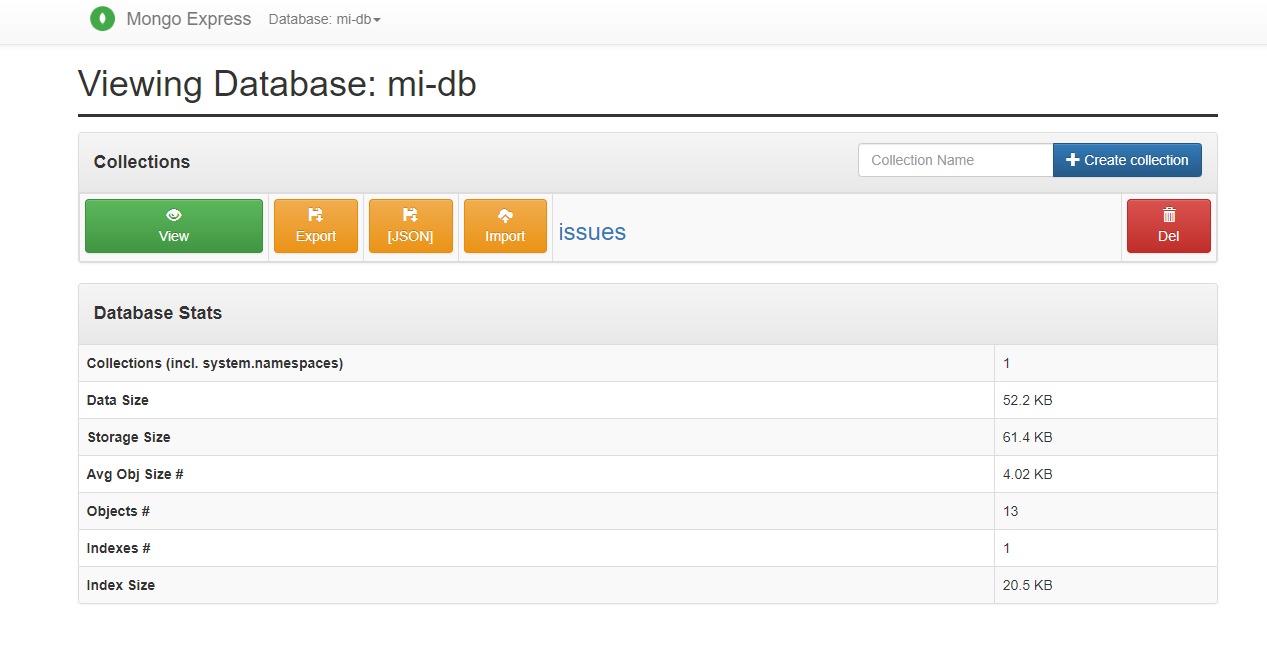 Mongo Express Database: mi-db
Viewing Database: mi-db
Collections Collection Name Create collection
View Export [JSON] Import issues Del
Database Stats
Collections (incl. system.namespaces) 1
Data Size 52.2 KB
Storage Size 61.4 KB
Avg Obj Size # 4.02 KB
Objects # 13
Indexes # 1
Index Size 20.5 KB